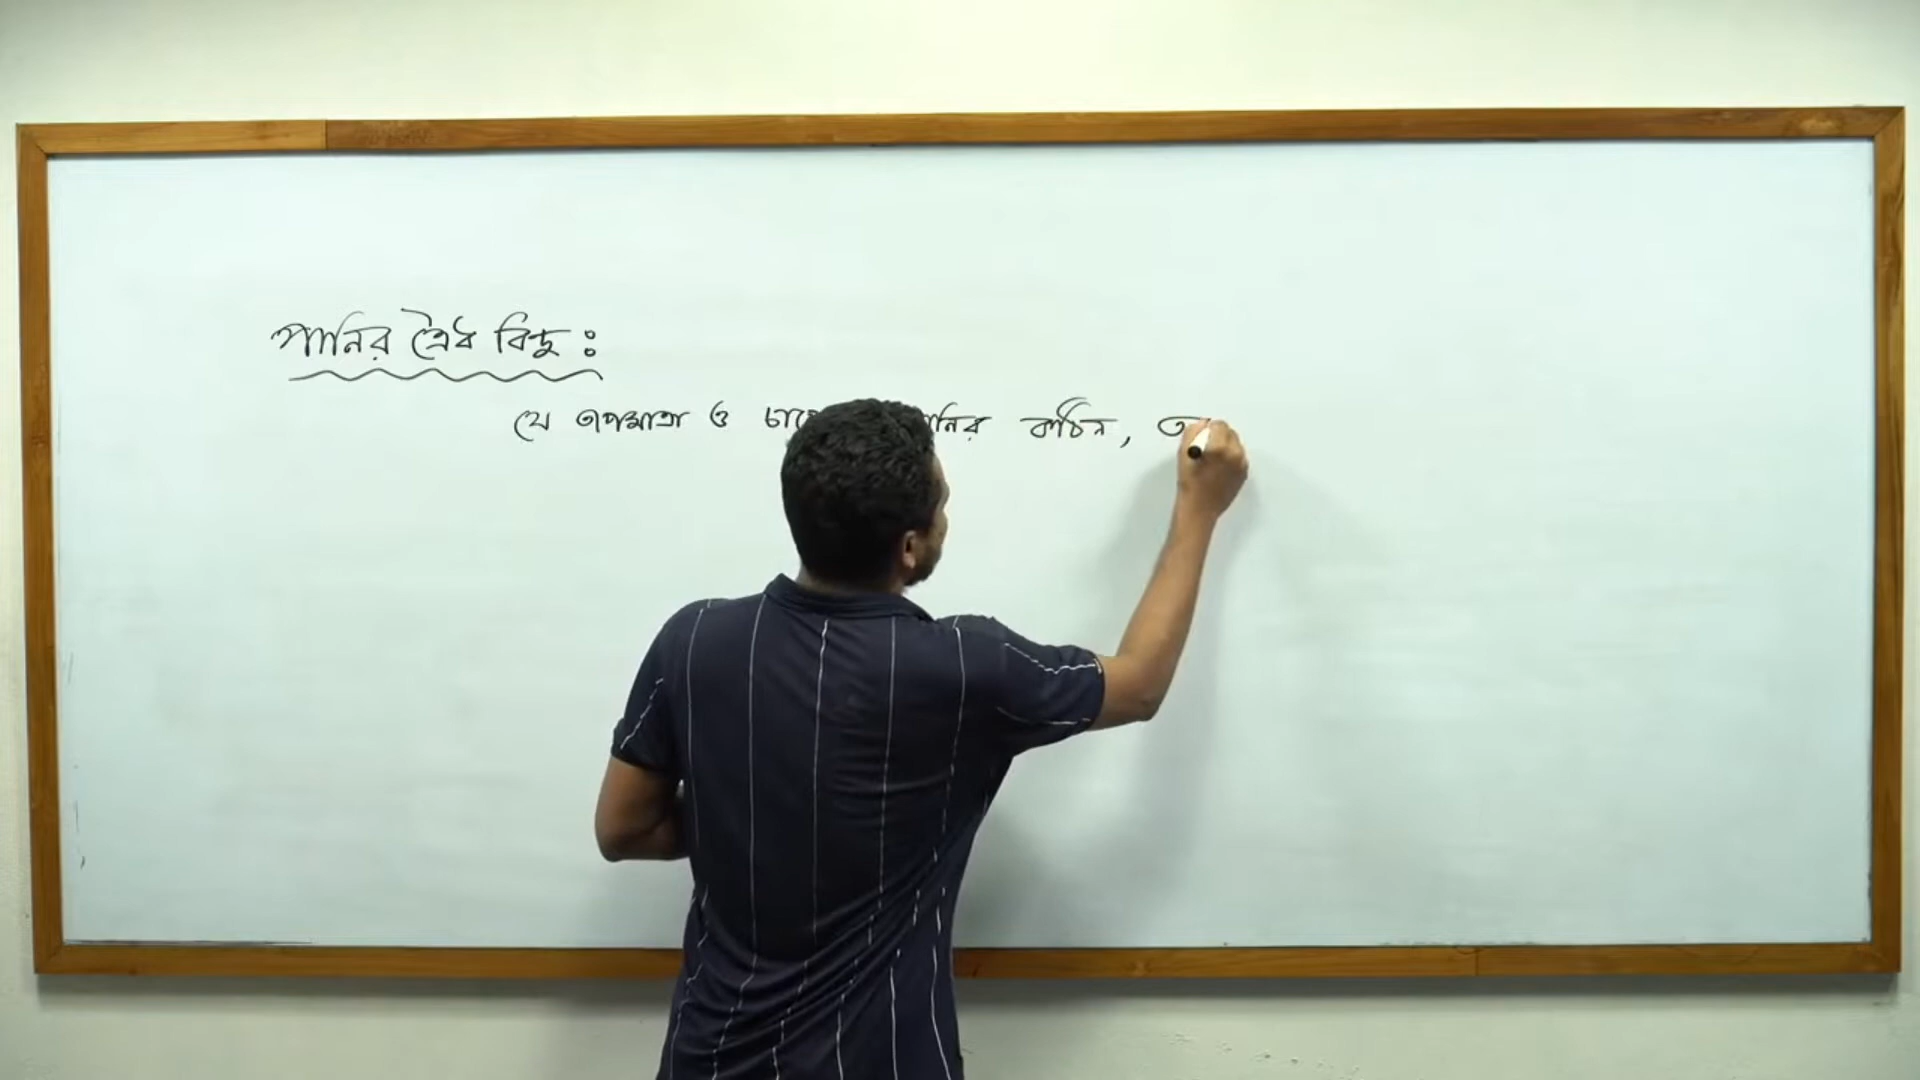 পানির ত্রৈধ বিন্দু :
যে তাপমাত্রা ও চাপে পানির কঠিন, ত